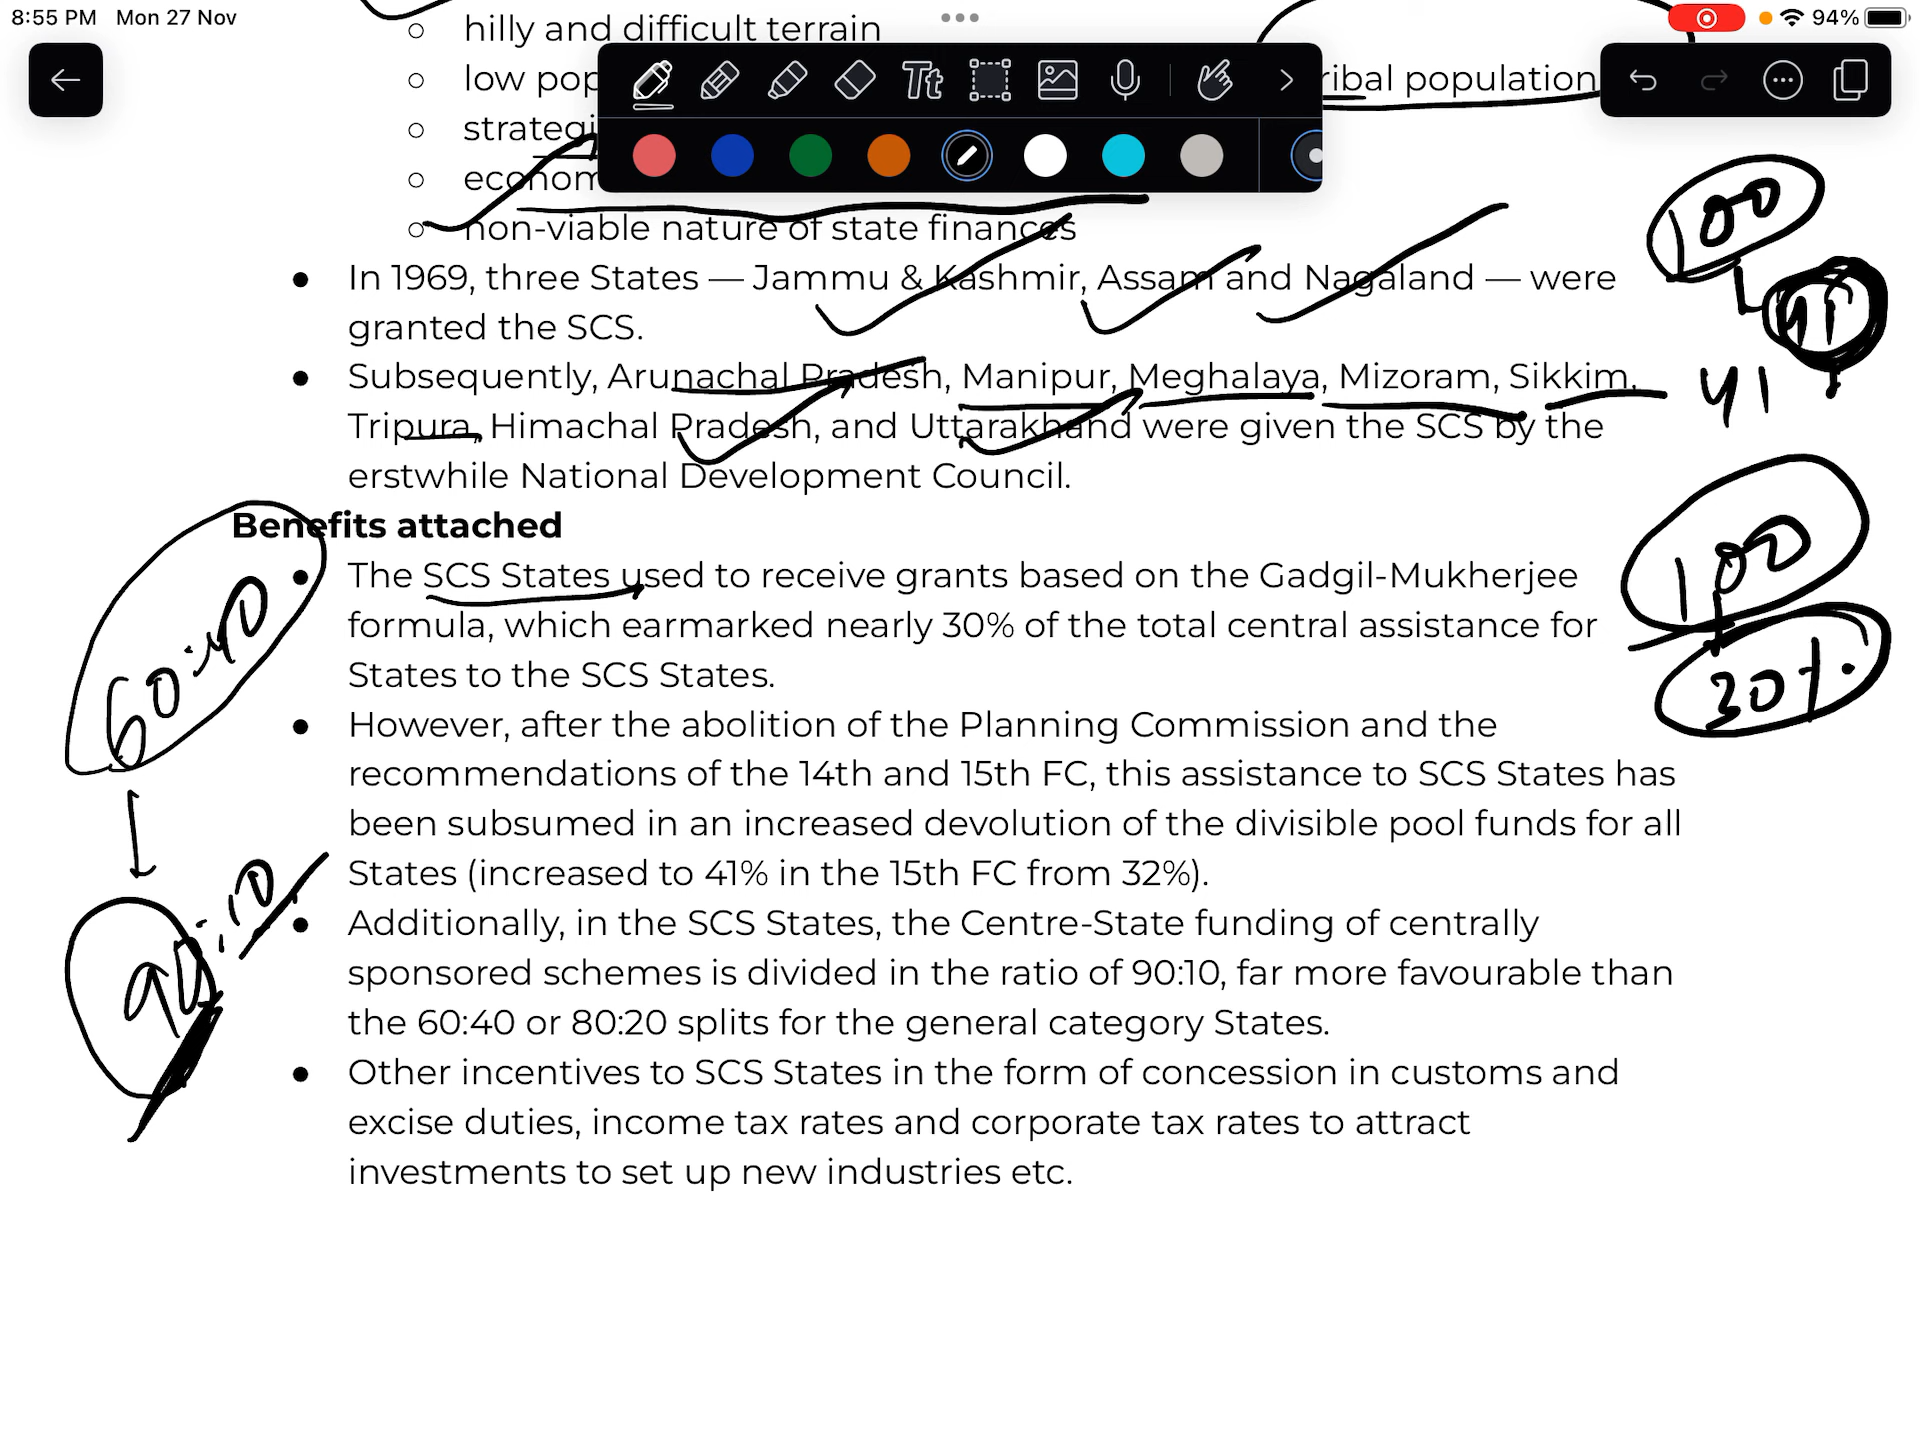 8:55 PM Mon 27 Nov 94%
hilly and difficult terrain
low pop ribal population
strategi
econom
non-viable nature of state finances
100
In 1969, three States — Jammu & Kashmir, Assam and Nagaland — were
41
granted the SCS.
Subsequently, Arunachal Pradesh, Manipur, Meghalaya, Mizoram, Sikkim,
41
Tripura, Himachal Pradesh, and Uttarakhand were given the SCS by the
erstwhile National Development Council.
Benefits attached
The SCS States used to receive grants based on the Gadgil-Mukherjee
100
formula, which earmarked nearly 30% of the total central assistance for
60:40
States to the SCS States.
30%
However, after the abolition of the Planning Commission and the
recommendations of the 14th and 15th FC, this assistance to SCS States has
been subsumed in an increased devolution of the divisible pool funds for all
States (increased to 41% in the 15th FC from 32%).
90:10
Additionally, in the SCS States, the Centre-State funding of centrally
sponsored schemes is divided in the ratio of 90:10, far more favourable than
the 60:40 or 80:20 splits for the general category States.
Other incentives to SCS States in the form of concession in customs and
excise duties, income tax rates and corporate tax rates to attract
investments to set up new industries etc.
Tt